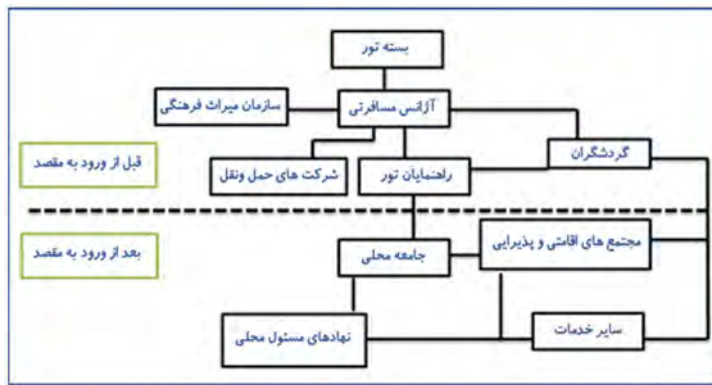 بسته تور
آژانس مسافرتی
سازمان میراث فرهنگی
گردشگران
قبل از ورود به مقصد
راهنمایان تور
شرکت های حمل ونقل
مجتمع های اقامتی و پذیرایی
بعد از ورود به مقصد
جامعه محلی
سایر خدمات
نهادهای مسئول محلی